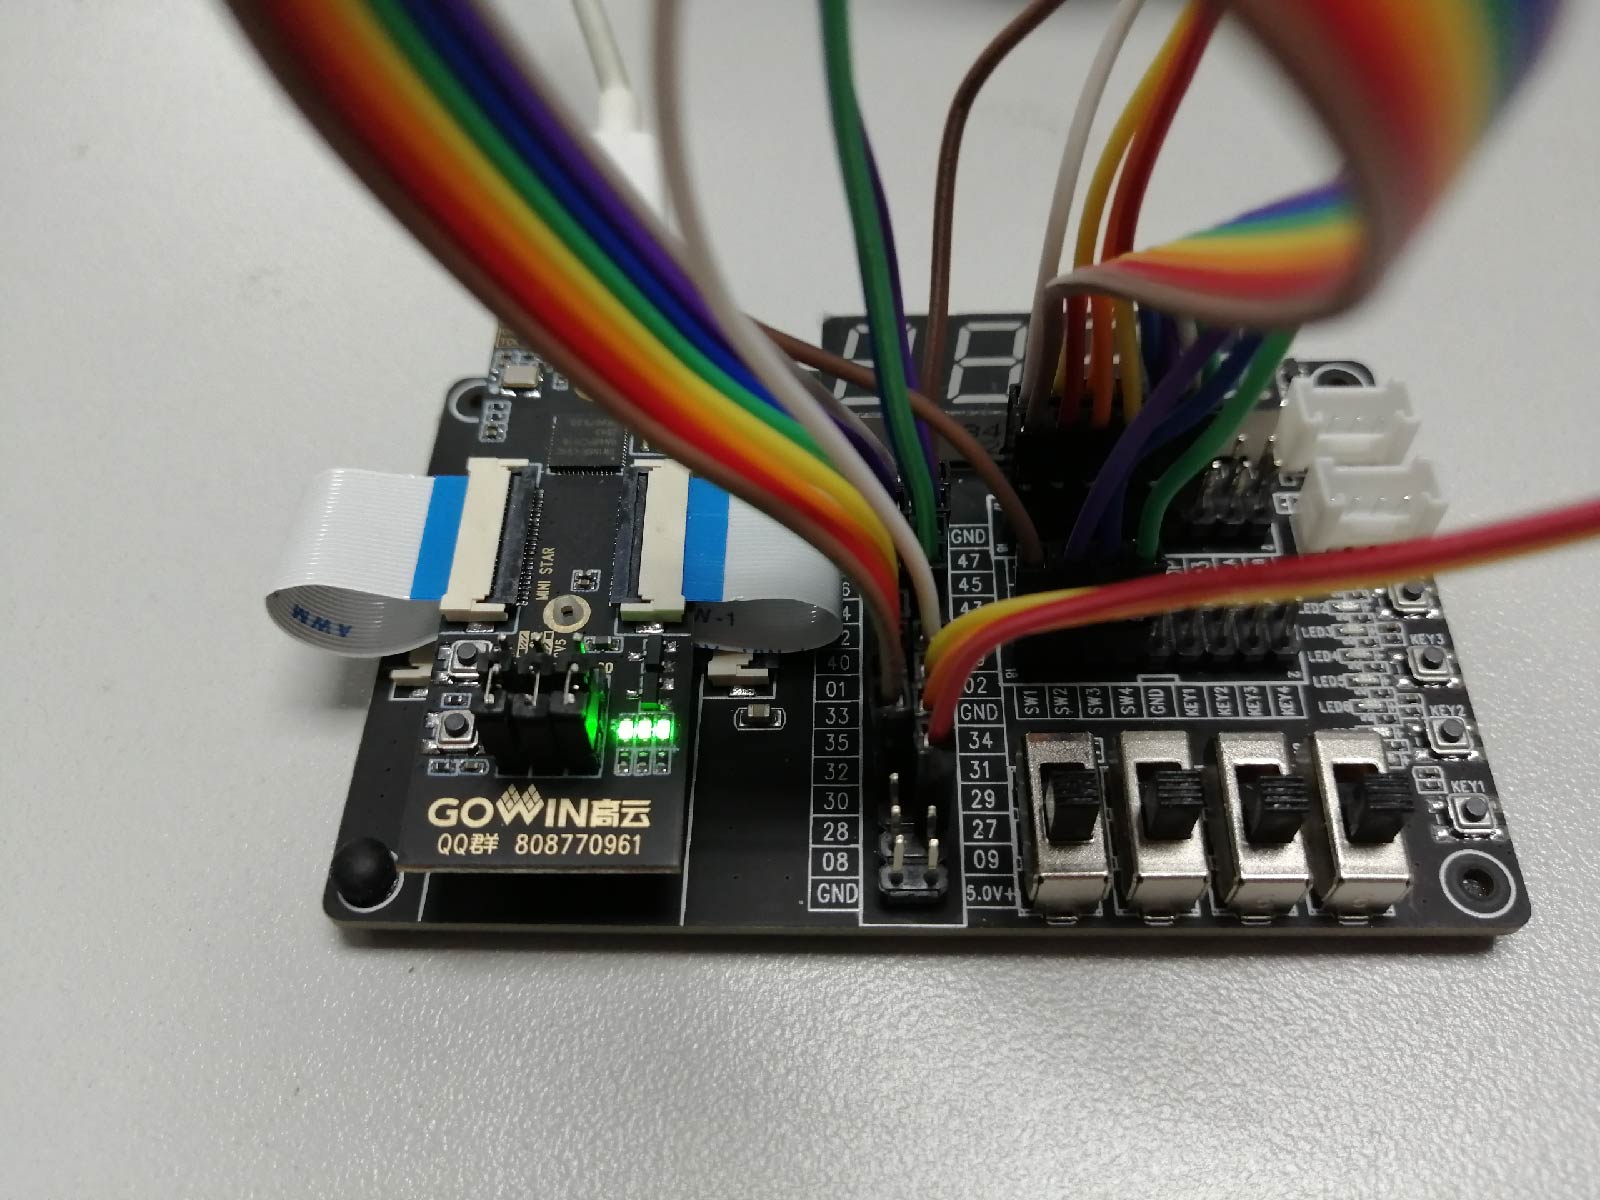 MINI STAR
AWM
GOWIN高云
QQ群 808770961
40
01
33
35
32
30
28
08
GND
GND
47
45
02
GND
34
31
29
27
09
5.0V+
SW1
SW2
SW3
SW4
GND
KEY1
KEY2
KEY3
KEY4
LED2
LED3
LED4
LED5
LED6
KEY3
KEY2
KEY1